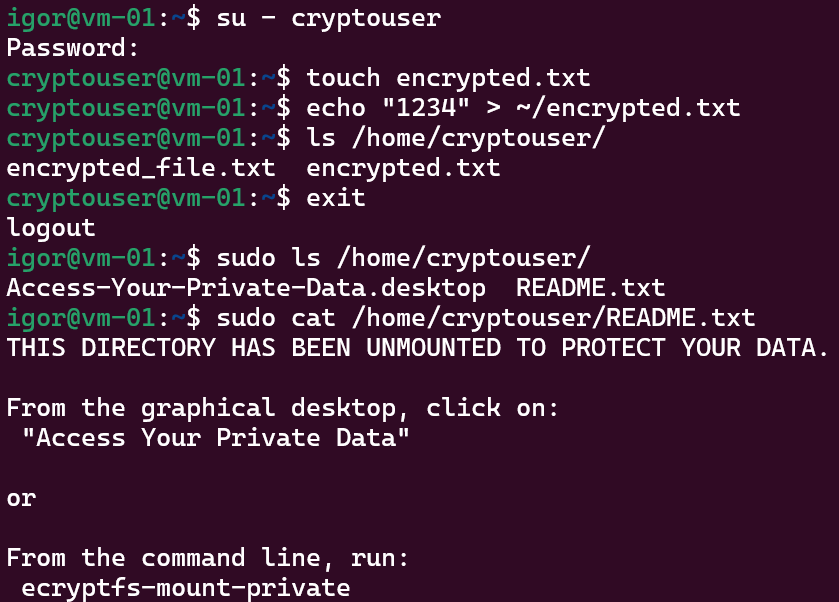 igor@vm-01:~$ su - cryptouser
Password:
cryptouser@vm-01:~$ touch encrypted.txt
cryptouser@vm-01:~$ echo "1234" > ~/encrypted.txt
cryptouser@vm-01:~$ ls /home/cryptouser/
encrypted_file.txt  encrypted.txt
cryptouser@vm-01:~$ exit
logout
igor@vm-01:~$ sudo ls /home/cryptouser/
Access-Your-Private-Data.desktop  README.txt
igor@vm-01:~$ sudo cat /home/cryptouser/README.txt
THIS DIRECTORY HAS BEEN UNMOUNTED TO PROTECT YOUR DATA.

From the graphical desktop, click on:
 "Access Your Private Data"

or

From the command line, run:
 ecryptfs-mount-private